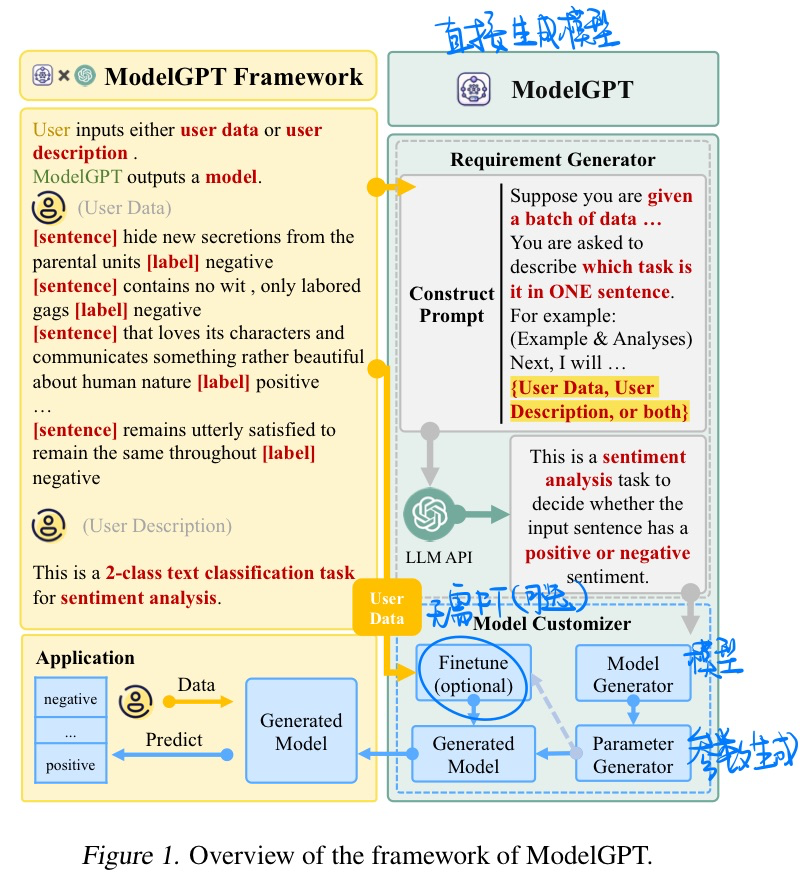 直接生成模型
ModelGPT Framework
User inputs either user data or user
description .
ModelGPT outputs a model.
(User Data)
[sentence] hide new secretions from the
parental units [label] negative
[sentence] contains no wit , only labored
gags [label] negative
[sentence] that loves its characters and
communicates something rather beautiful
about human nature [label] positive
…
[sentence] remains utterly satisfied to
remain the same throughout [label]
negative
(User Description)
This is a 2-class text classification task
for sentiment analysis.
User
Data
Application
negative
...
positive
Data
Predict
Generated
Model
ModelGPT
Requirement Generator
Construct
Prompt
Suppose you are given
a batch of data …
You are asked to
describe which task is
it in ONE sentence.
For example:
(Example & Analyses)
Next, I will …
{User Data, User
Description, or both}
LLM API
This is a sentiment
analysis task to
decide whether the
input sentence has a
positive or negative
sentiment.
无需FT(可选)
Model Customizer
Finetune
(optional)
Model
Generator
模型
Generated
Model
Parameter
Generator
参数生成
Figure 1. Overview of the framework of ModelGPT.